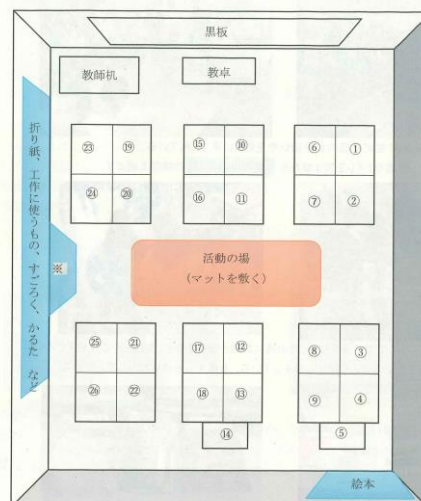 黒板
教師机
教卓
㉓ ⑲
㉔ ⑳
⑮ ⑩
⑯ ⑪
⑥ ①
⑦ ②
折り紙、工作に使うもの、すごろく、かるた など
※
活動の場
(マットを敷く)
㉕ ㉑
㉖ ㉒
⑰ ⑫
⑱ ⑬
⑭
⑧ ③
⑨ ④
⑤
絵本